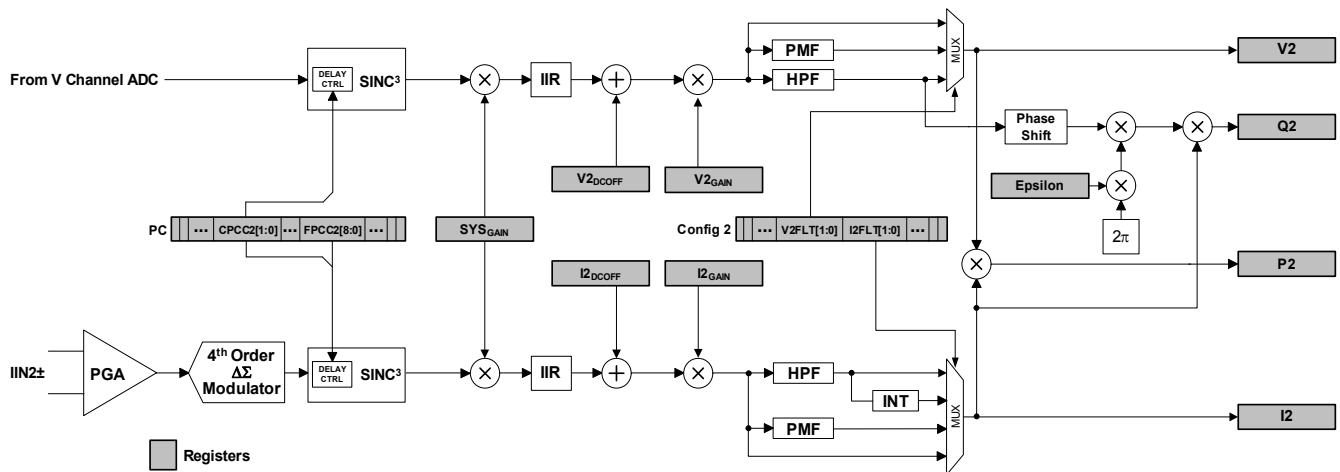 PMF
MUX
V2
From V Channel ADC
DELAY
CTRL
SINC³
IIR
HPF
Phase
Shift
Q2
V2DCOFF
V2GAIN
Epsilon
PC
... CPCC2[1:0] ... FPCC2[8:0] ...
SYSGAIN
Config 2
... V2FLT[1:0] I2FLT[1:0] ...
2π
P2
I2DCOFF
I2GAIN
IIN2±
PGA
4th Order
ΔΣ
Modulator
DELAY
CTRL
SINC³
IIR
HPF
INT
PMF
MUX
I2
Registers